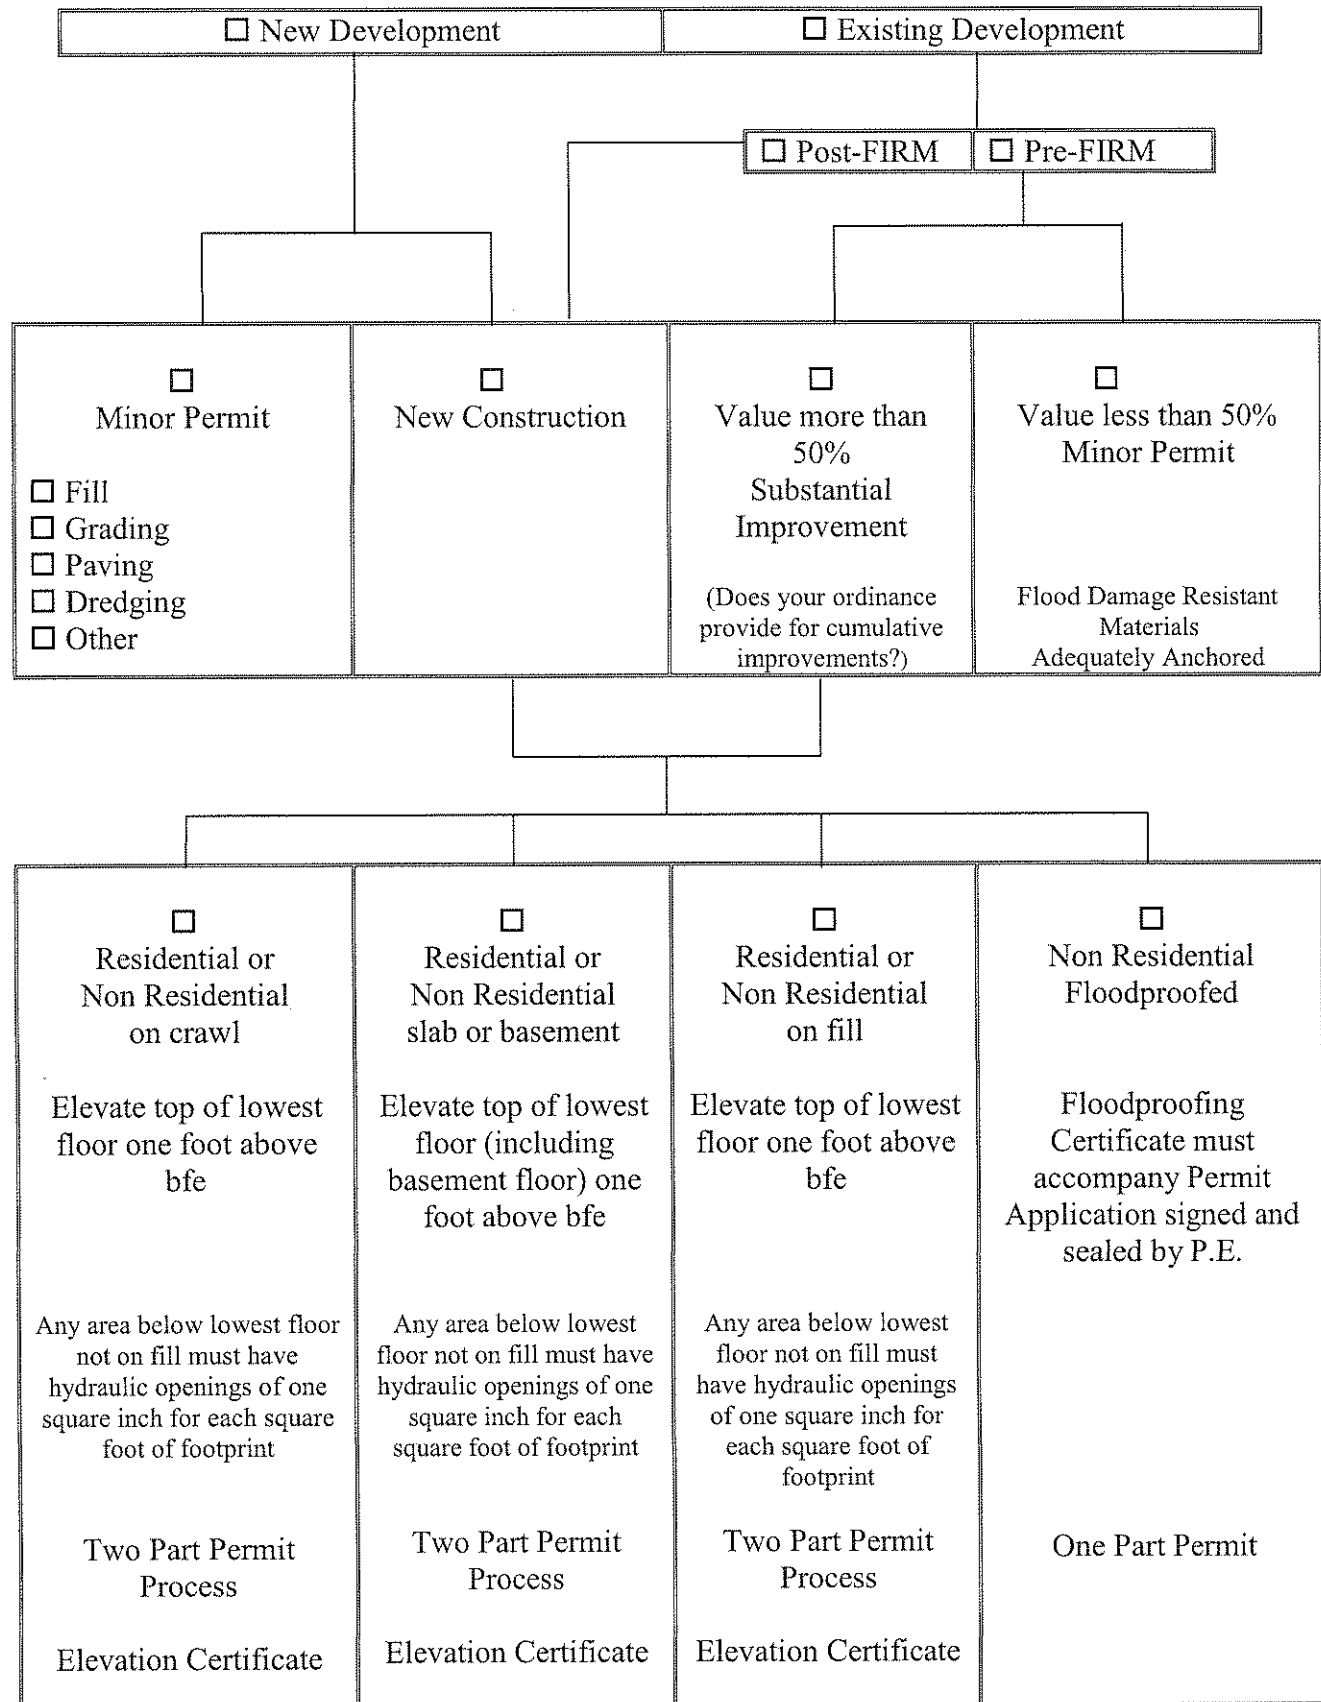 ☐ New Development
☐ Existing Development
☐ Post-FIRM
☐ Pre-FIRM
☐
Minor Permit
☐ Fill
☐ Grading
☐ Paving
☐ Dredging
☐ Other
☐
New Construction
☐
Value more than
50%
Substantial
Improvement
(Does your ordinance
provide for cumulative
improvements?)
☐
Value less than 50%
Minor Permit
Flood Damage Resistant
Materials
Adequately Anchored
☐
Residential or
Non Residential
on crawl
Elevate top of lowest
floor one foot above
bfe
Any area below lowest floor
not on fill must have
hydraulic openings of one
square inch for each square
foot of footprint
Two Part Permit
Process
Elevation Certificate
☐
Residential or
Non Residential
slab or basement
Elevate top of lowest
floor (including
basement floor) one
foot above bfe
Any area below lowest
floor not on fill must have
hydraulic openings of one
square inch for each
square foot of footprint
Two Part Permit
Process
Elevation Certificate
☐
Residential or
Non Residential
on fill
Elevate top of lowest
floor one foot above
bfe
Any area below lowest
floor not on fill must
have hydraulic openings
of one square inch for
each square foot of
footprint
Two Part Permit
Process
Elevation Certificate
☐
Non Residential
Floodproofed
Floodproofing
Certificate must
accompany Permit
Application signed and
sealed by P.E.
One Part Permit